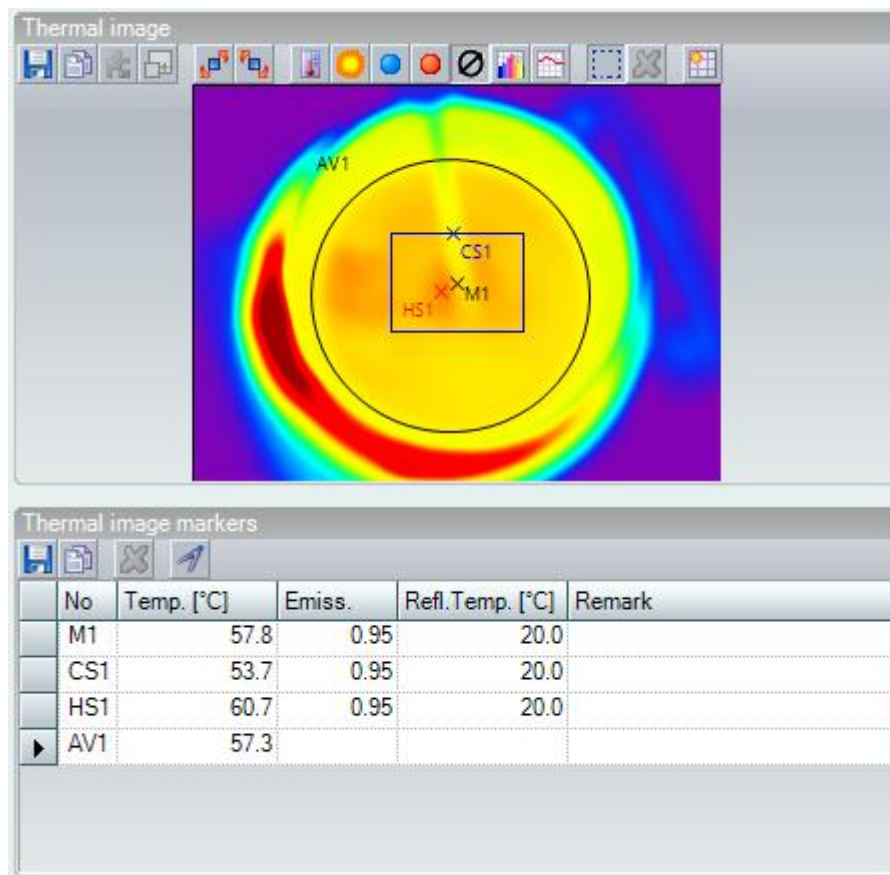 Thermal image
AV1
CS1
M1
HS1
Thermal image markers
No Temp. [°C] Emiss. Refl.Temp. [°C] Remark
M1 57.8 0.95 20.0
CS1 53.7 0.95 20.0
HS1 60.7 0.95 20.0
AV1 57.3